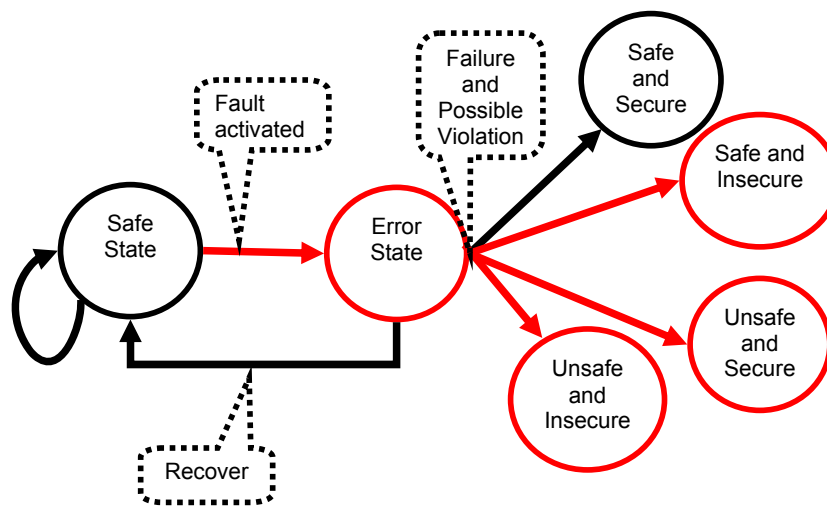 Fault
activated
Failure
and
Possible
Violation
Safe
and
Secure
Safe and
Insecure
Safe
State
Error
State
Unsafe
and
Secure
Unsafe
and
Insecure
Recover